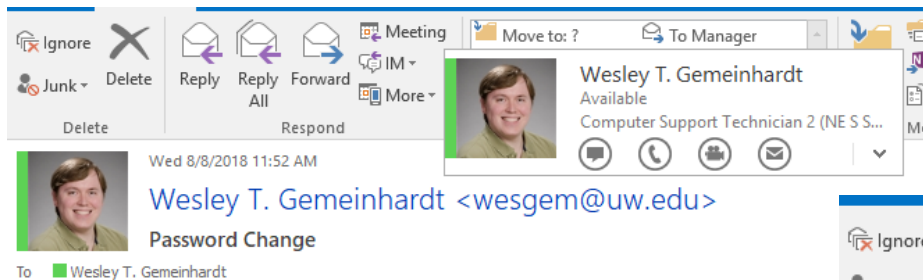 Ignore
Junk
Delete
Reply
Reply All
Forward
Meeting
IM
More
Move to: ?
To Manager
Delete
Respond
Wesley T. Gemeinhardt
Available
Computer Support Technician 2 (NE S S...
Wed 8/8/2018 11:52 AM
Wesley T. Gemeinhardt <wesgem@uw.edu>
Password Change
To Wesley T. Gemeinhardt